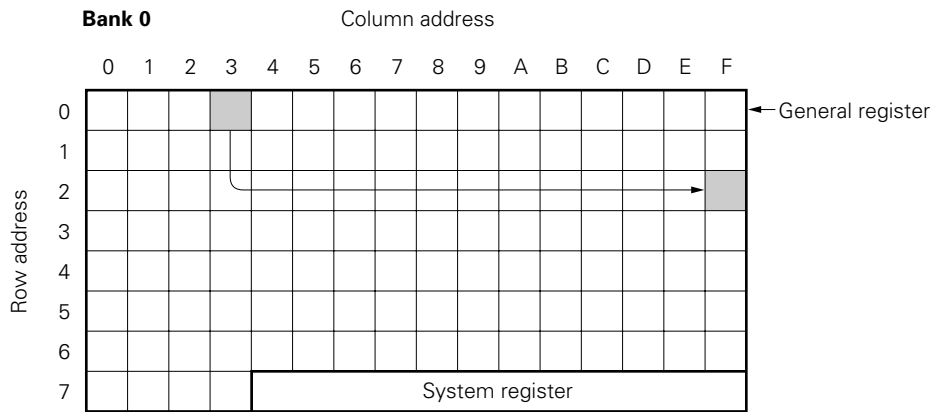 Bank 0 Column address
0 1 2 3 4 5 6 7 8 9 A B C D E F
0 General register
1
2
3
4
5
6
7 System register
Row address